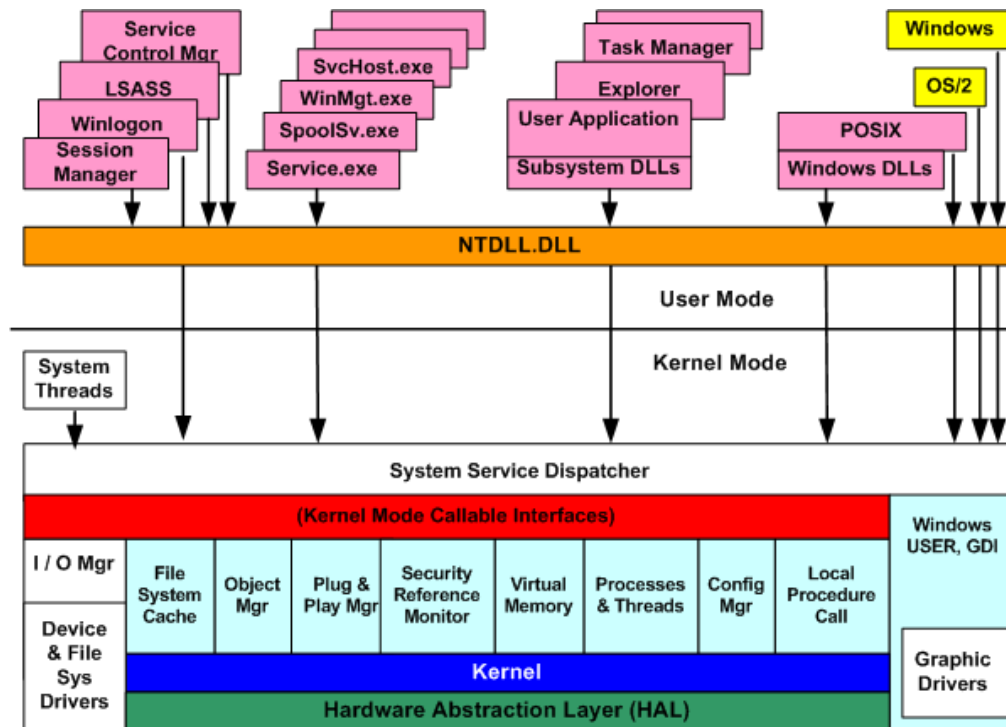 Service
Control Mgr
LSASS
Winlogon
Session
Manager
SvcHost.exe
WinMgt.exe
SpoolSv.exe
Service.exe
Task Manager
Explorer
User Application
Subsystem DLLs
Windows
OS/2
POSIX
Windows DLLs
NTDLL.DLL
User Mode
Kernel Mode
System
Threads
System Service Dispatcher
(Kernel Mode Callable Interfaces)
I / O Mgr
Device
& File
Sys
Drivers
File
System
Cache
Object
Mgr
Plug &
Play Mgr
Security
Reference
Monitor
Virtual
Memory
Processes
& Threads
Config
Mgr
Local
Procedure
Call
Windows
USER, GDI
Graphic
Drivers
Kernel
Hardware Abstraction Layer (HAL)